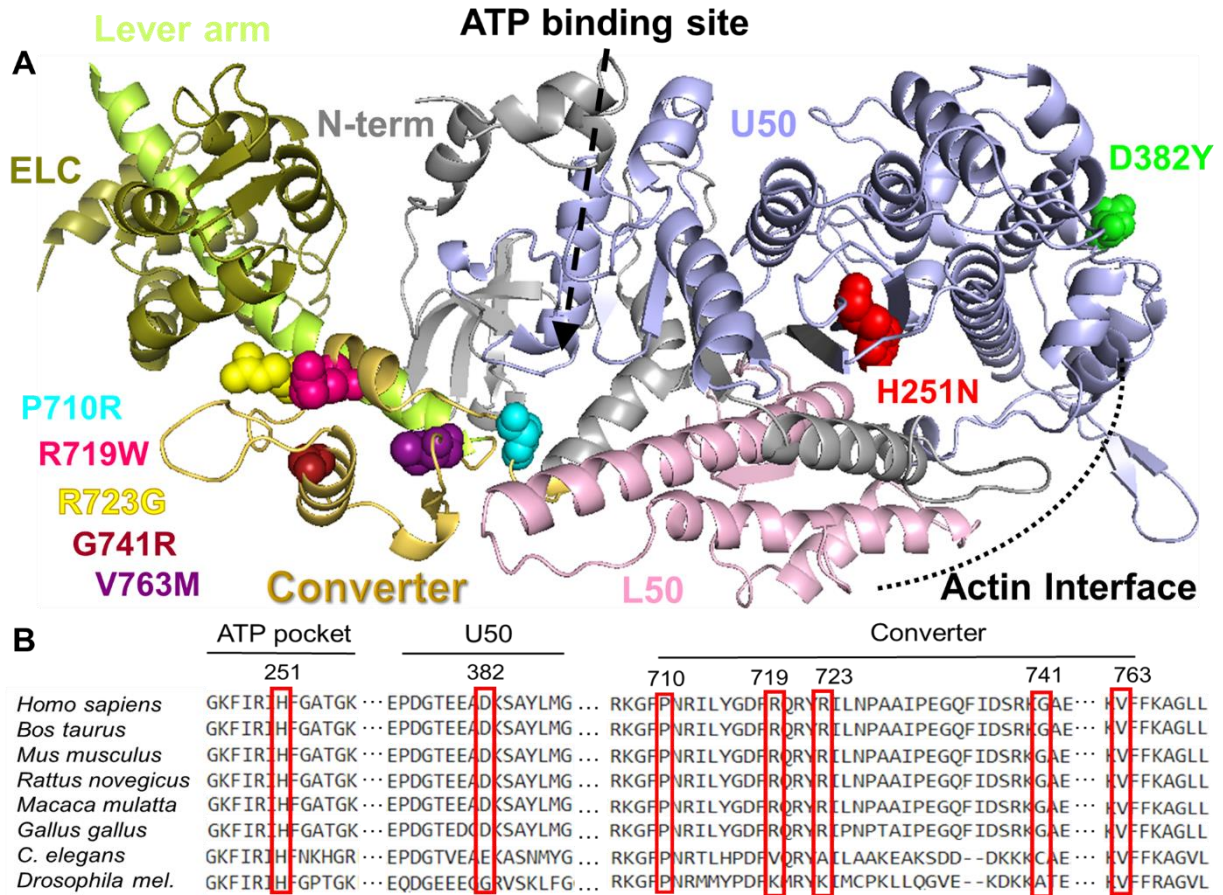 Lever arm
ATP binding site
A
N-term
U50
D382Y
ELC
H251N
P710R
R719W
R723G
G741R
V763M
Converter
L50
Actin Interface
B
ATP pocket U50 Converter
251 382 710 719 723 741 763
Homo sapiens GKFIRIHFGATGK ··· EPDGTEEADKSAYLMG ... RKGFPNRILYGDFRQRYRILNPAAIPEGQFIDSRKGAE··· KVFFKAGLL
Bos taurus GKFIRIHFGATGK ··· EPDGTEEADKSAYLMG ... RKGFPNRILYGDFRQRYRILNPAAIPEGQFIDSRKGAE··· KVFFKAGLL
Mus musculus GKFIRIHFGATGK ··· EPDGTEEADKSAYLMG ... RKGFPNRILYGDFRQRYRILNPAAIPEGQFIDSRKGAE··· KVFFKAGLL
Rattus novegicus GKFIRIHFGATGK ··· EPDGTEEADKSAYLMG ... RKGFPNRILYGDFRQRYRILNPAAIPEGQFIDSRKGAE··· KVFFKAGLL
Macaca mulatta GKFIRIHFGATGK ··· EPDGTEEADKSAYLMG ... RKGFPNRILYGDFRQRYRILNPAAIPEGQFIDSRKGAE··· KVFFKAGLL
Gallus gallus GKFIRIHFGATGK ··· EPDGTEDCDKSAYLMG ... RKGFPNRILYGDFRQRYRIPNPTAIPEGQFIDSRKGAE··· KVFFKAGLL
C. elegans GKFIRIHFNKHGR ··· EPDGTVEAEKASNMYG ... RKGFPNRTLHPDFVQRYAILAAKEAKSDD--DKKKCAE··· KVFFKAGVL
Drosophila mel. GKFIRIHFGPTGK ··· EQDGEEECGRVSKLFG ... RKGFPNRMMYPDFKMRYKIMCPKLLQGVE--DKKKATE··· KVFFRAGVL